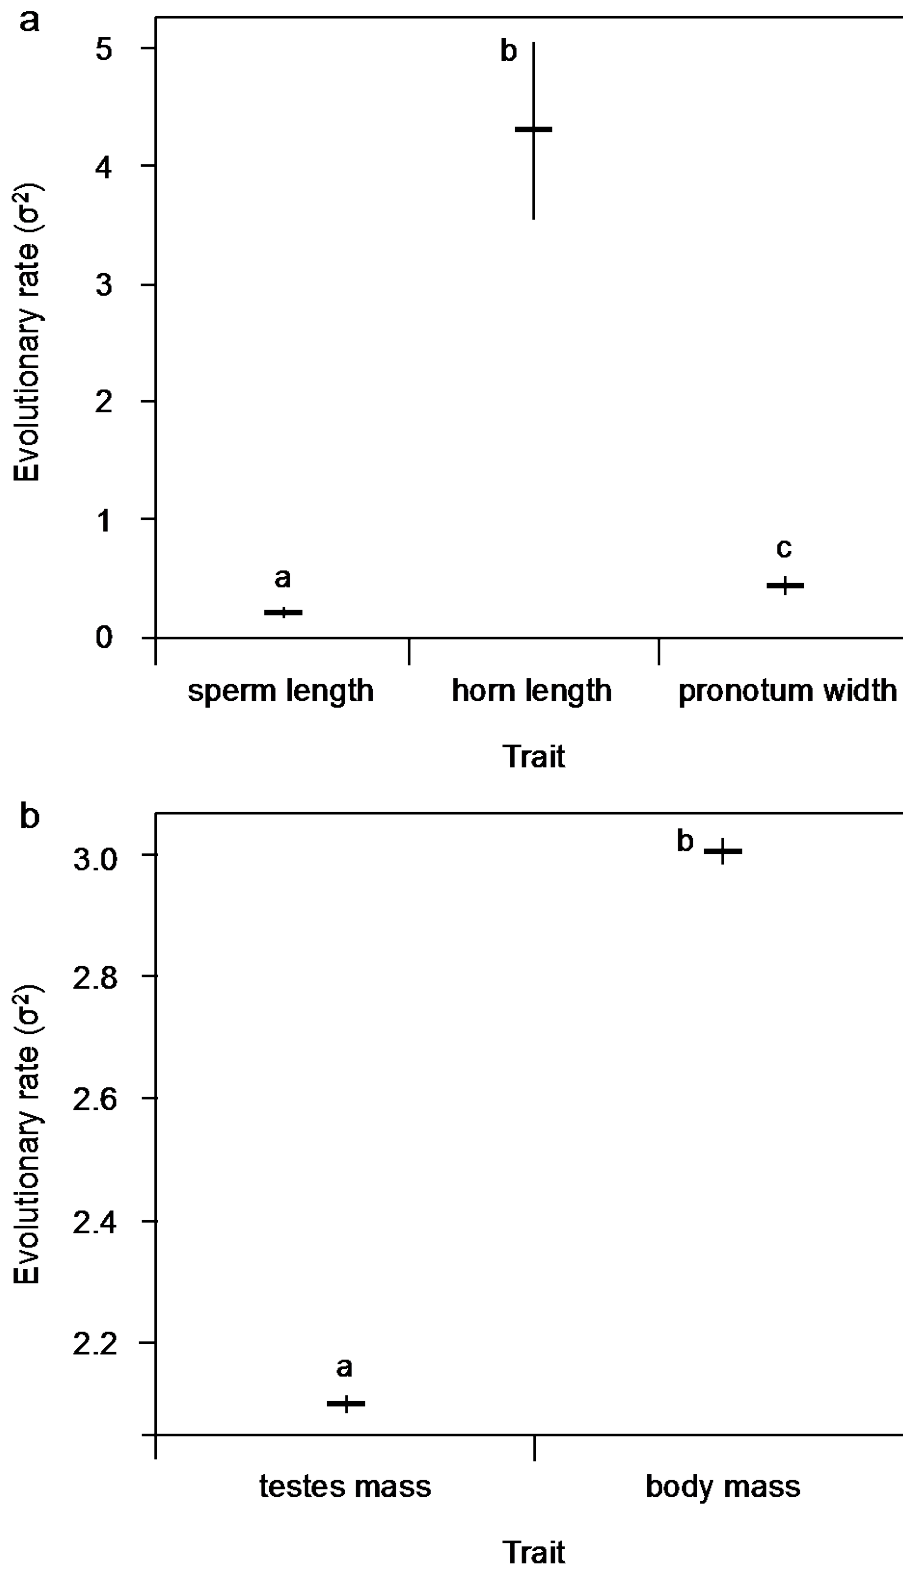 a
5
4
3
2
1
0
Evolutionary rate (σ²)
a
b
c
sperm length
horn length
pronotum width
Trait
b
3.0
2.8
2.6
2.4
2.2
Evolutionary rate (σ²)
a
b
testes mass
body mass
Trait